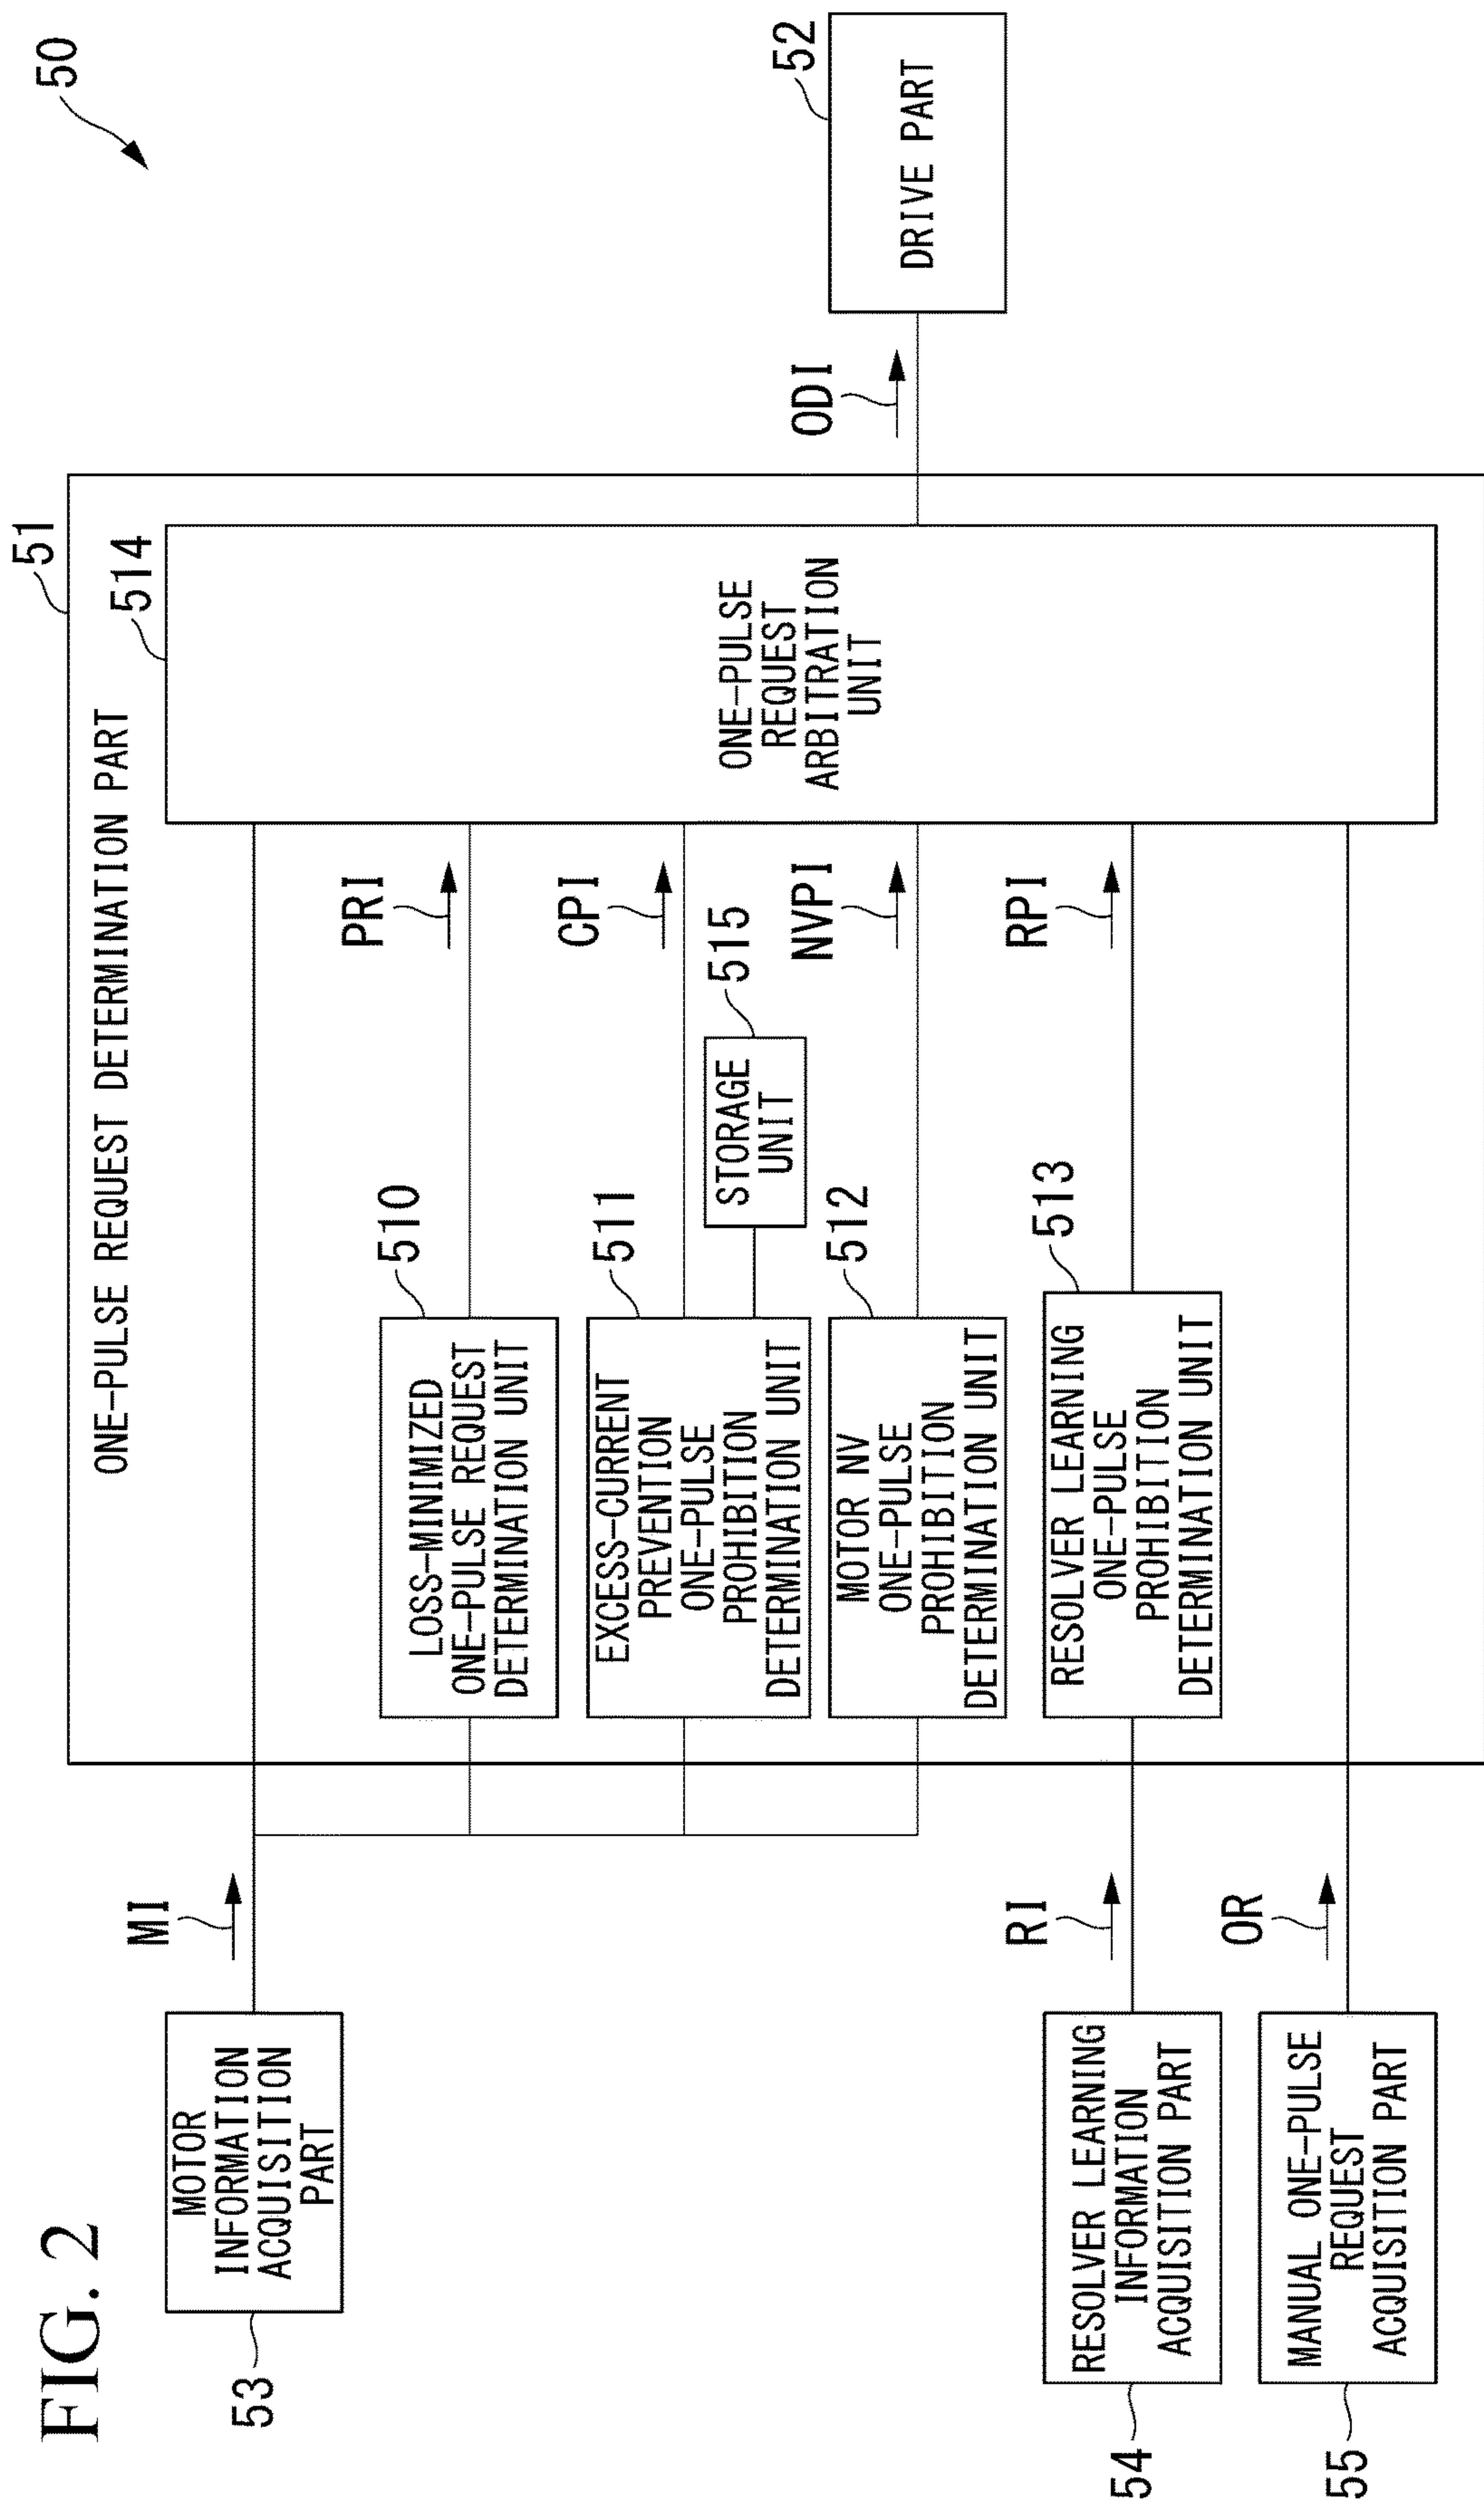 FIG. 2
50
51
ONE-PULSE REQUEST DETERMINATION PART
53
MOTOR
INFORMATION
ACQUISITION
PART
MI
514
ONE-PULSE
REQUEST
ARBITRATION
UNIT
510
LOSS-MINIMIZED
ONE-PULSE REQUEST
DETERMINATION UNIT
PRI
511
EXCESS-CURRENT
PREVENTION
ONE-PULSE
PROHIBITION
DETERMINATION UNIT
CPI
515
STORAGE
UNIT
512
MOTOR NV
ONE-PULSE
PROHIBITION
DETERMINATION UNIT
NVPI
ODI
52
DRIVE PART
54
RESOLVER LEARNING
INFORMATION
ACQUISITION PART
RI
513
RESOLVER LEARNING
ONE-PULSE
PROHIBITION
DETERMINATION UNIT
RPI
55
MANUAL ONE-PULSE
REQUEST
ACQUISITION PART
OR